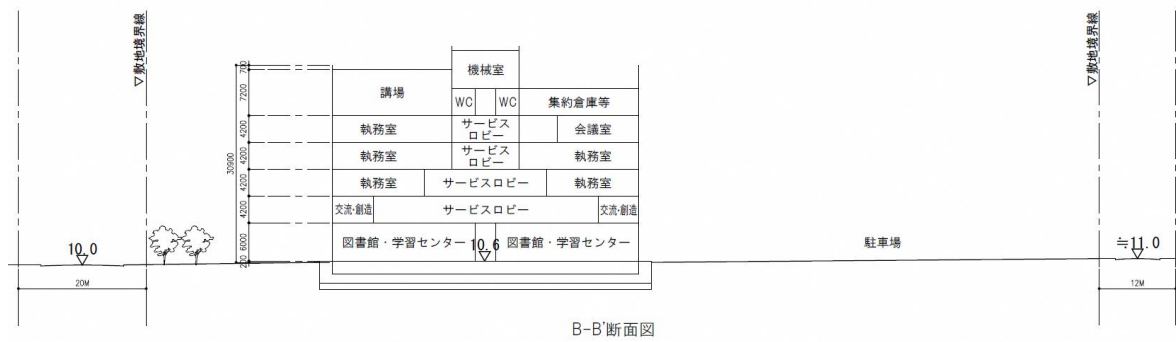 ▽敷地境界線
▽敷地境界線
700
7200
4200
4200
4200
4200
6000
200
30900
機械室
講場
WC
WC
集約倉庫等
執務室
サービス
ロビー
会議室
執務室
サービス
ロビー
執務室
執務室
サービスロビー
執務室
交流・創造
サービスロビー
交流・創造
図書館・学習センター
10.6
図書館・学習センター
駐車場
10.0
≒11.0
20M
12M
B-B'断面図